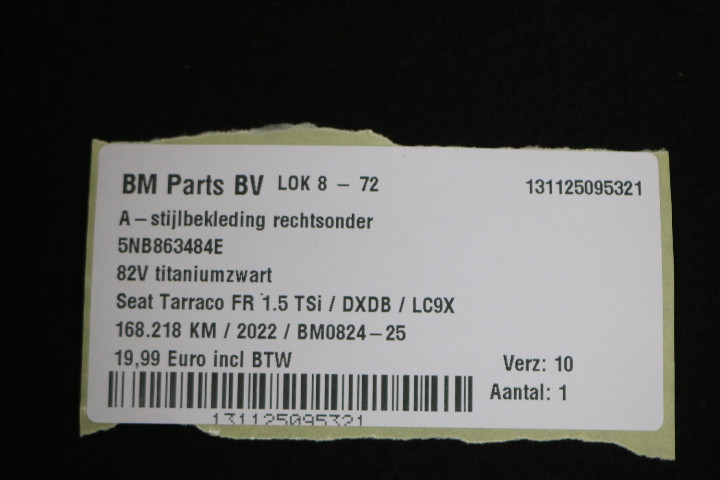 BM Parts BV LOK 8 - 72 131125095321
A-stijlbekleding rechtsonder
5NB863484E
82V titaniumzwart
Seat Tarraco FR 1.5 TSi / DXDB / LC9X
168.218 KM / 2022 / BM0824-25
19,99 Euro incl BTW Verz: 10
Aantal: 1
131125095321